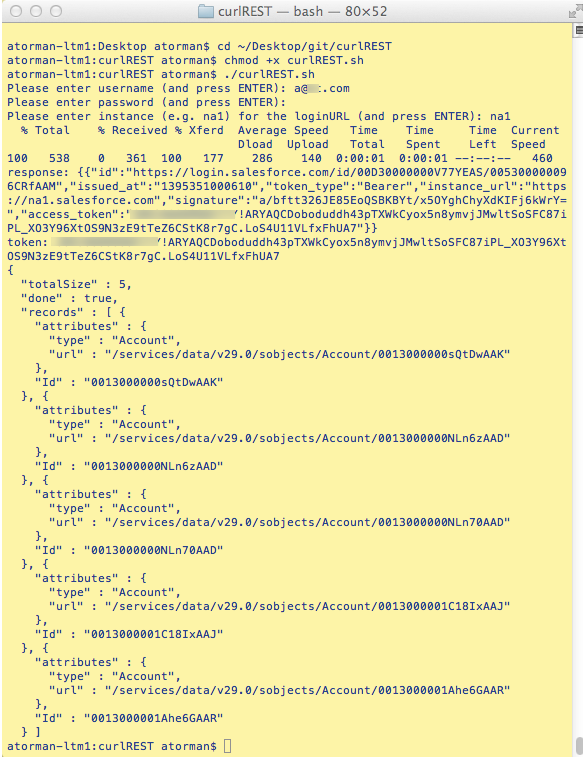 curlREST — bash — 80×52
atorman-ltm1:Desktop atorman$ cd ~/Desktop/git/curlREST
atorman-ltm1:curlREST atorman$ chmod +x curlREST.sh
atorman-ltm1:curlREST atorman$ ./curlREST.sh
Please enter username (and press ENTER): a@ .com
Please enter password (and press ENTER):
Please enter instance (e.g. na1) for the loginURL (and press ENTER): na1
  % Total    % Received % Xferd  Average Speed   Time    Time     Time  Current
                                 Dload  Upload   Total   Spent    Left  Speed
100   538    0   361  100   177    286    140  0:00:01  0:00:01 --:--:--   460
response: {{"id":"https://login.salesforce.com/id/00D30000000V77YEAS/00530000009
6CRfAAM","issued_at":"1395351000610","token_type":"Bearer","instance_url":"https
://na1.salesforce.com","signature":"a/bftt326JE85EoQSBKBYt/x5OYghChyXdKIFj6kWrY=
","access_token":" !ARYAQCDoboduddh43pTXWkCyox5n8ymvjJMwltSoSFC87i
PL_XO3Y96XtOS9N3zE9tTeZ6CStK8r7gC.LoS4U11VLfxFhUA7"}}
token: !ARYAQCDoboduddh43pTXWkCyox5n8ymvjJMwltSoSFC87iPL_XO3Y96Xt
OS9N3zE9tTeZ6CStK8r7gC.LoS4U11VLfxFhUA7
{
  "totalSize" : 5,
  "done" : true,
  "records" : [ {
    "attributes" : {
      "type" : "Account",
      "url" : "/services/data/v29.0/sobjects/Account/0013000000sQtDwAAK"
    },
    "Id" : "0013000000sQtDwAAK"
  }, {
    "attributes" : {
      "type" : "Account",
      "url" : "/services/data/v29.0/sobjects/Account/0013000000NLn6zAAD"
    },
    "Id" : "0013000000NLn6zAAD"
  }, {
    "attributes" : {
      "type" : "Account",
      "url" : "/services/data/v29.0/sobjects/Account/0013000000NLn70AAD"
    },
    "Id" : "0013000000NLn70AAD"
  }, {
    "attributes" : {
      "type" : "Account",
      "url" : "/services/data/v29.0/sobjects/Account/0013000001C18IxAAJ"
    },
    "Id" : "0013000001C18IxAAJ"
  }, {
    "attributes" : {
      "type" : "Account",
      "url" : "/services/data/v29.0/sobjects/Account/0013000001Ahe6GAAR"
    },
    "Id" : "0013000001Ahe6GAAR"
  } ]
atorman-ltm1:curlREST atorman$